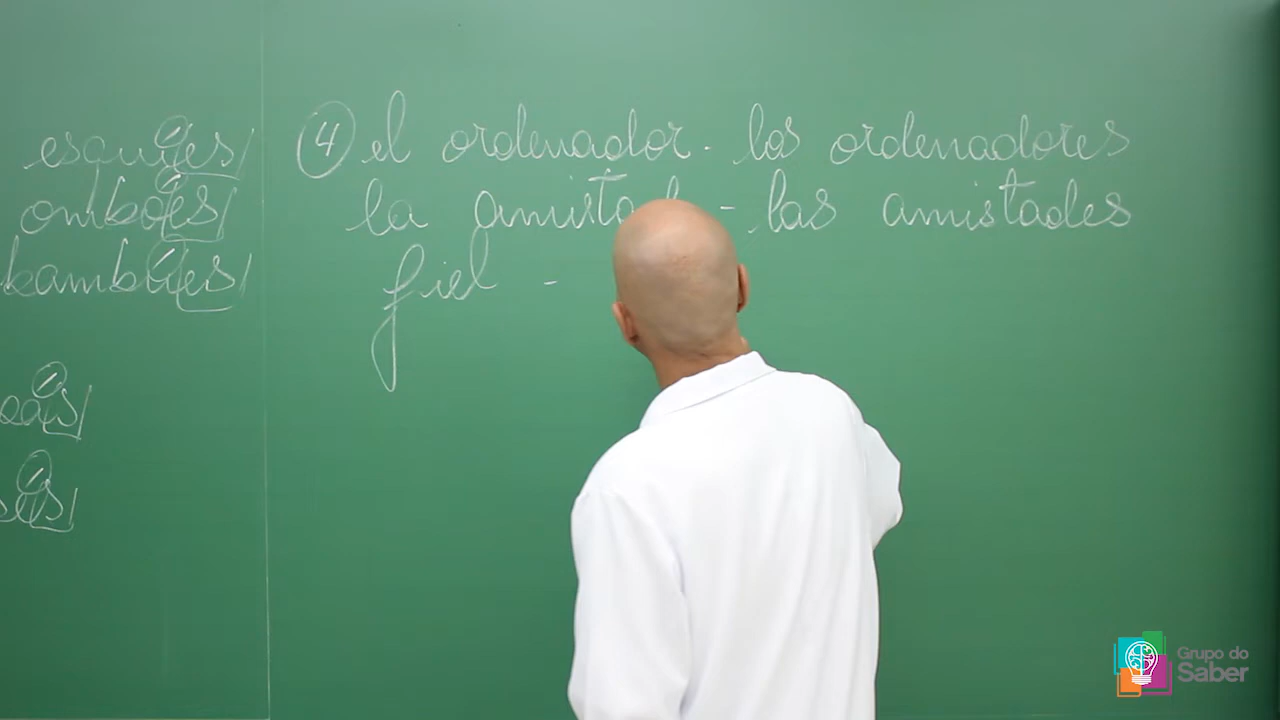 esquíes
ombúes
bambúes
④ el ordenador - los ordenadores
la amistad - las amistades
fiel -
Grupo do
Saber